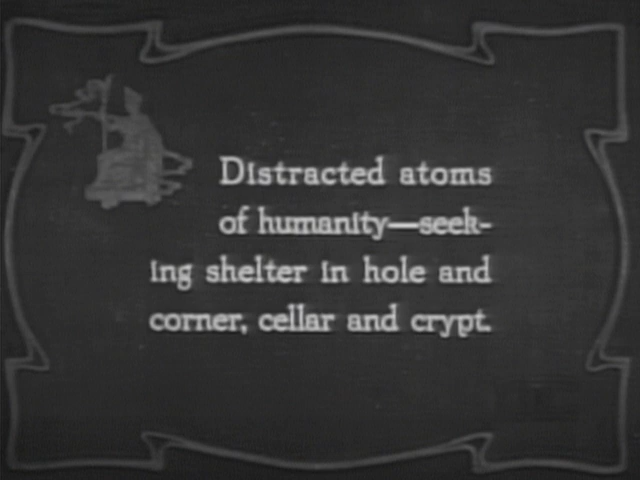 Distracted atoms
of humanity—seek-
ing shelter in hole and
corner, cellar and crypt.